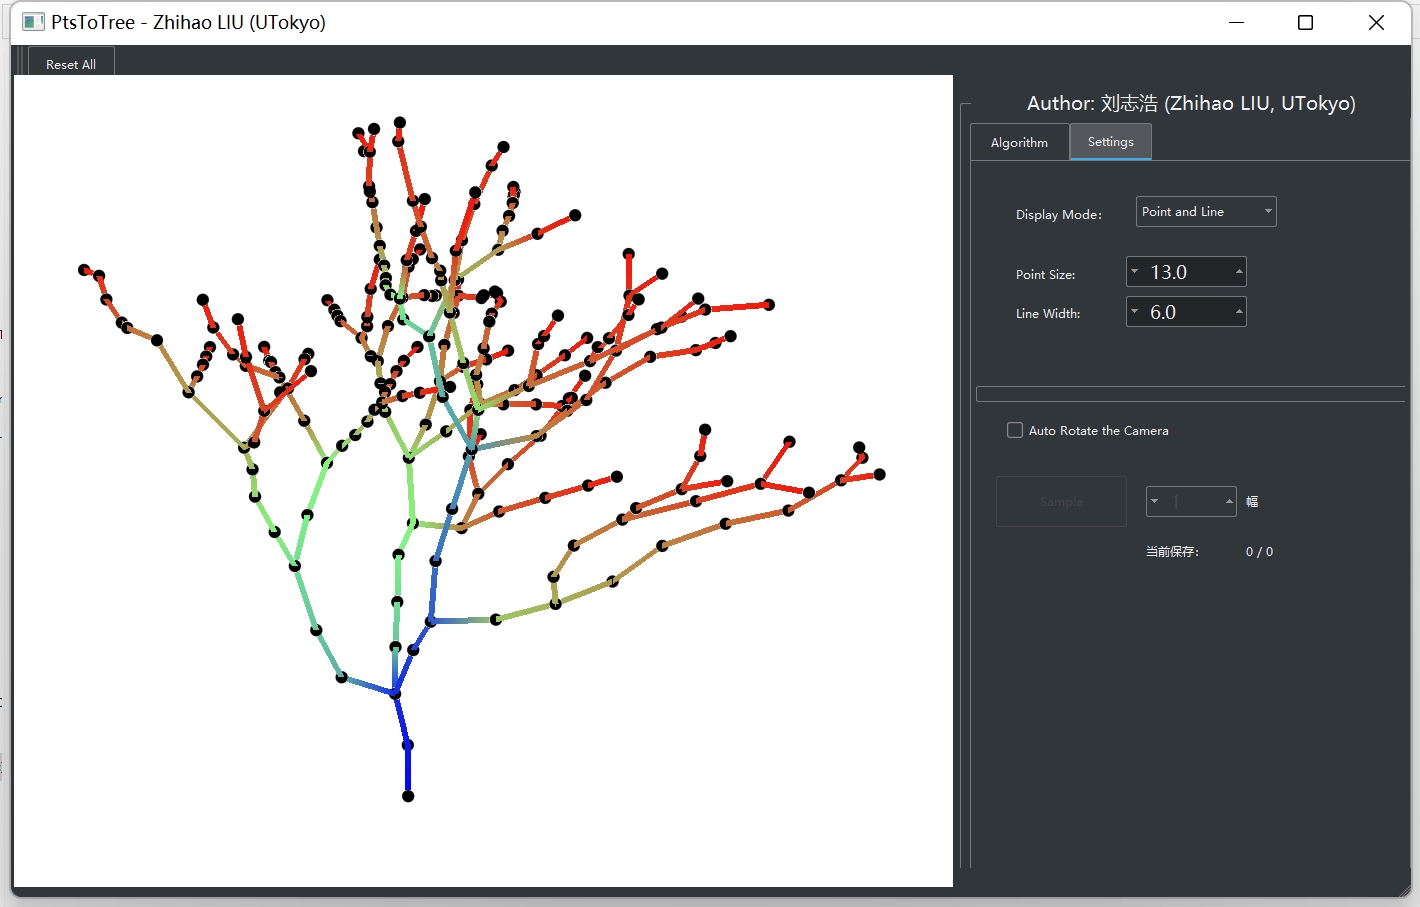 PtsToTree - Zhihao LIU (UTokyo)
Reset All
Author: 刘志浩 (Zhihao LIU, UTokyo)
Algorithm
Settings
Display Mode:
Point and Line
Point Size:
13.0
Line Width:
6.0
Auto Rotate the Camera
Sample
1
幅
当前保存:
0 / 0